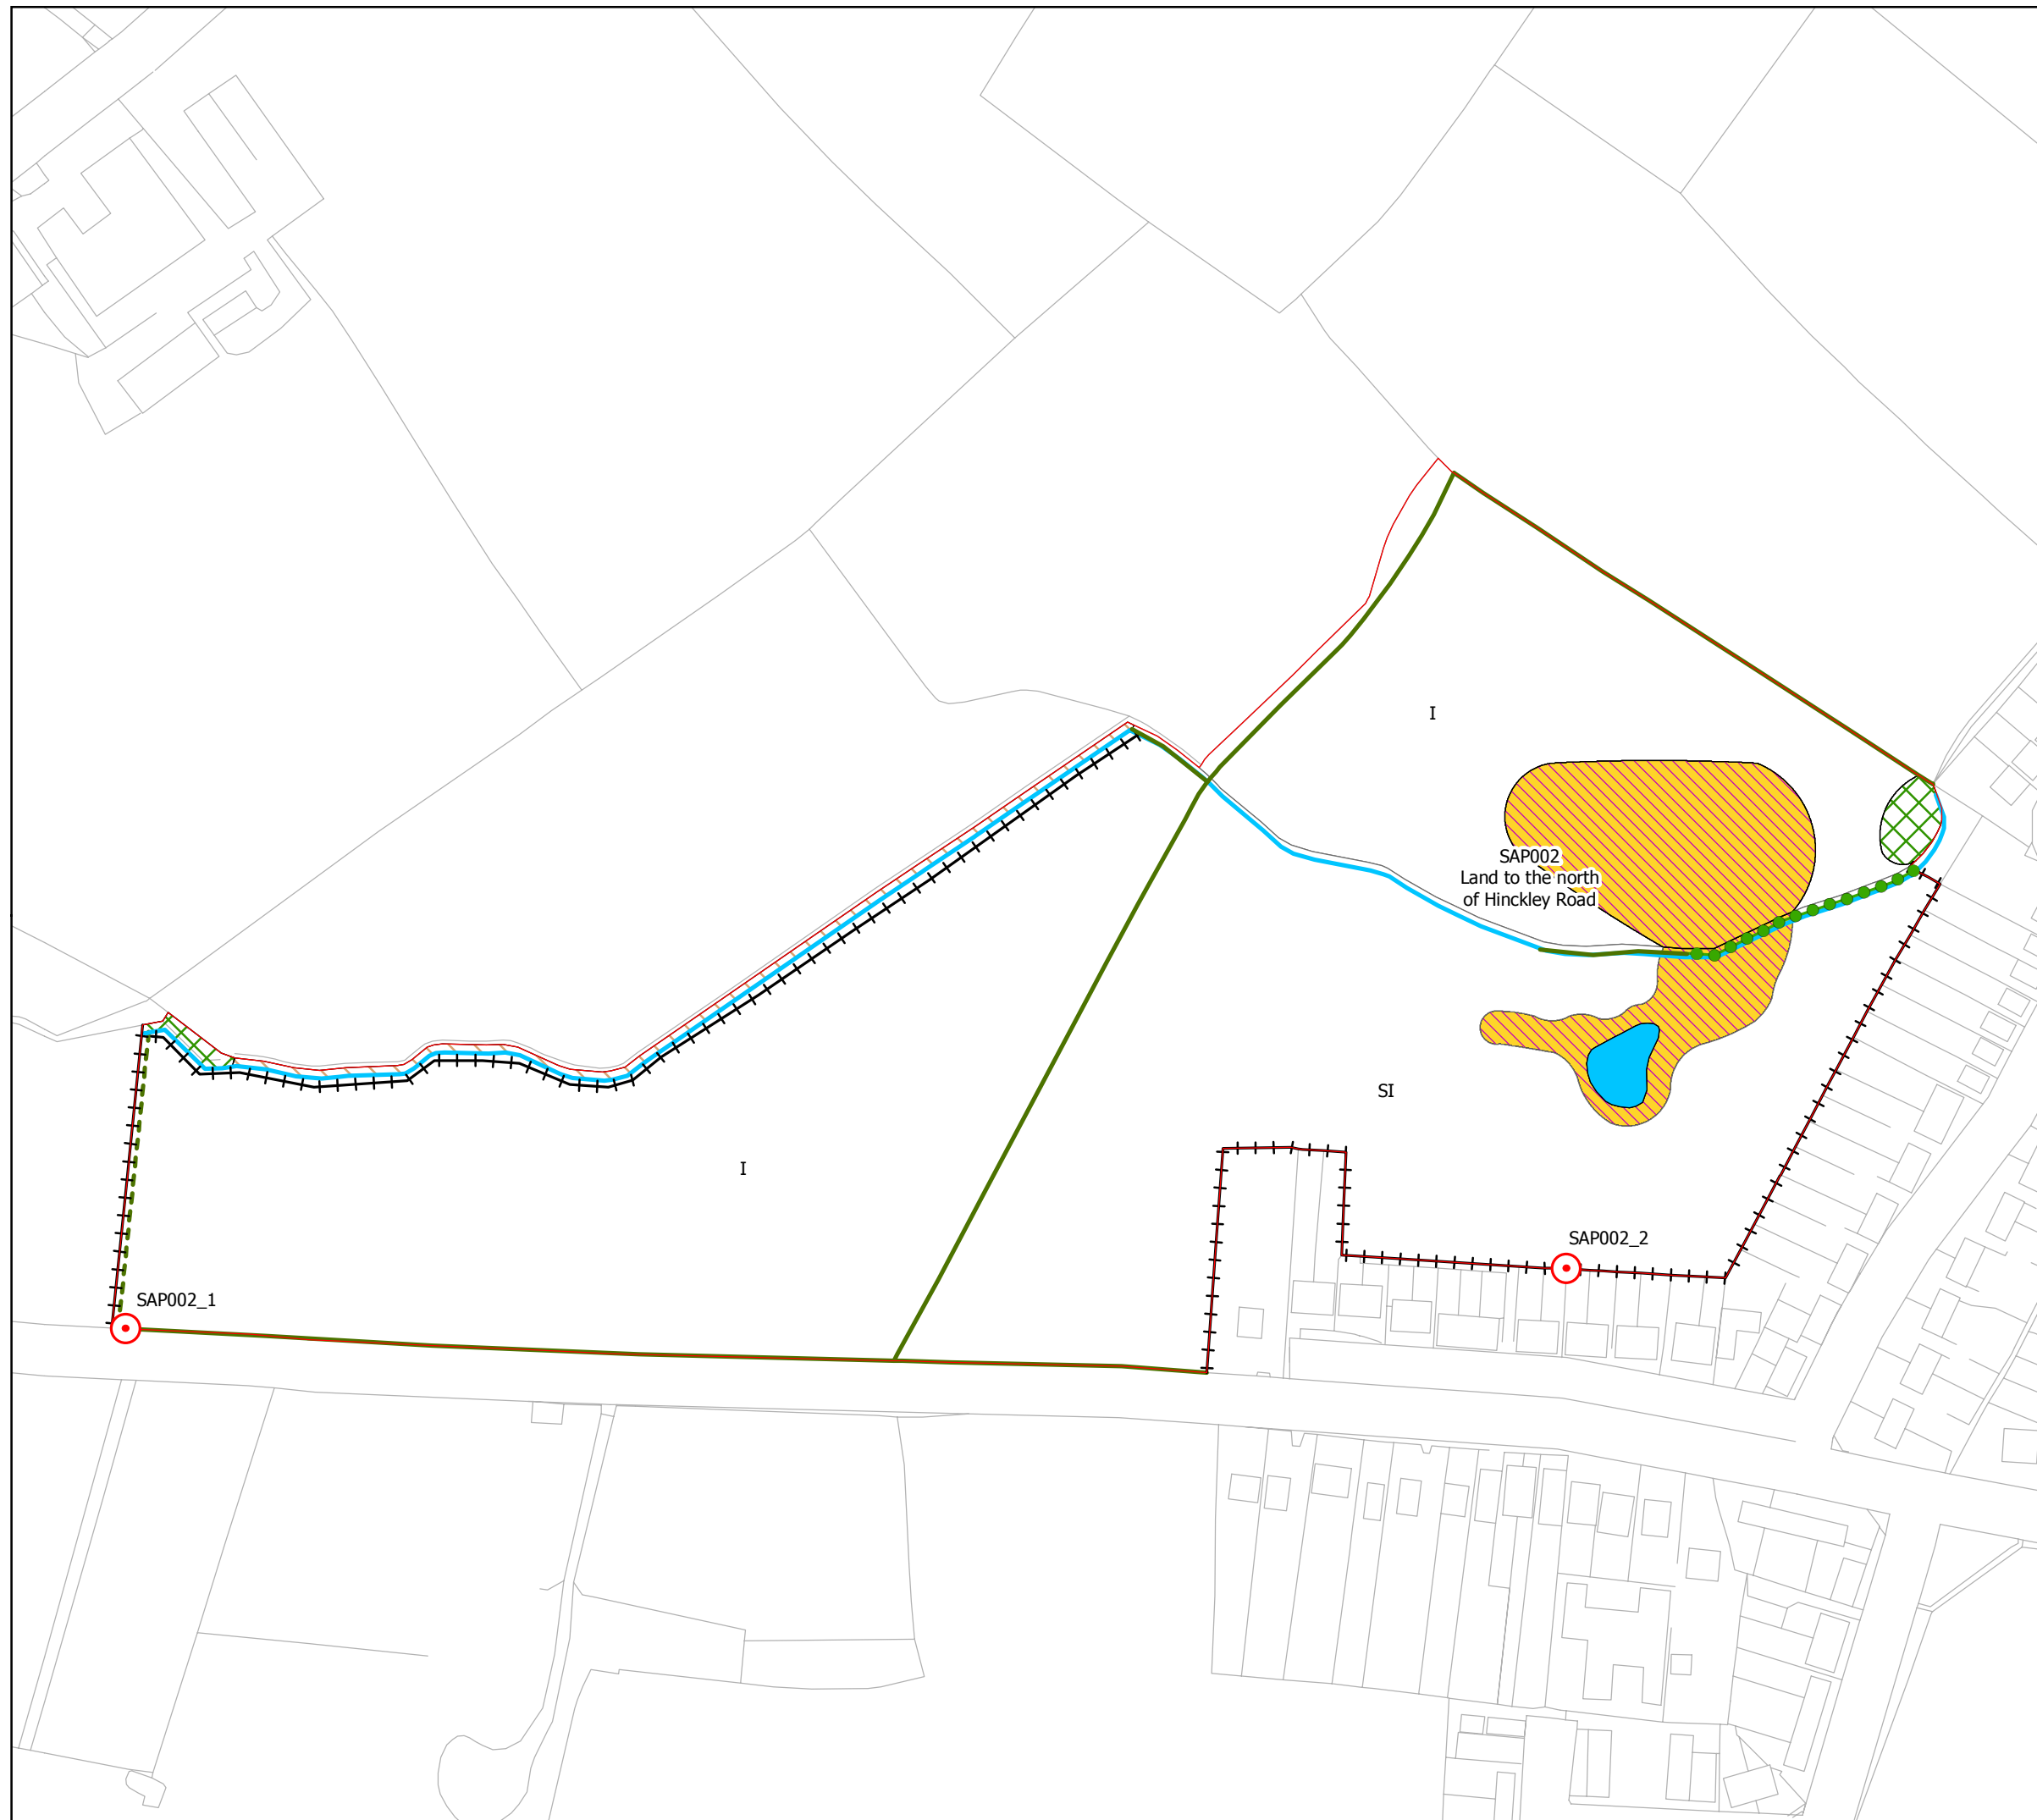 I
SAP002
Land to the north
of Hinckley Road
SI
I
SAP002_2
SAP002_1